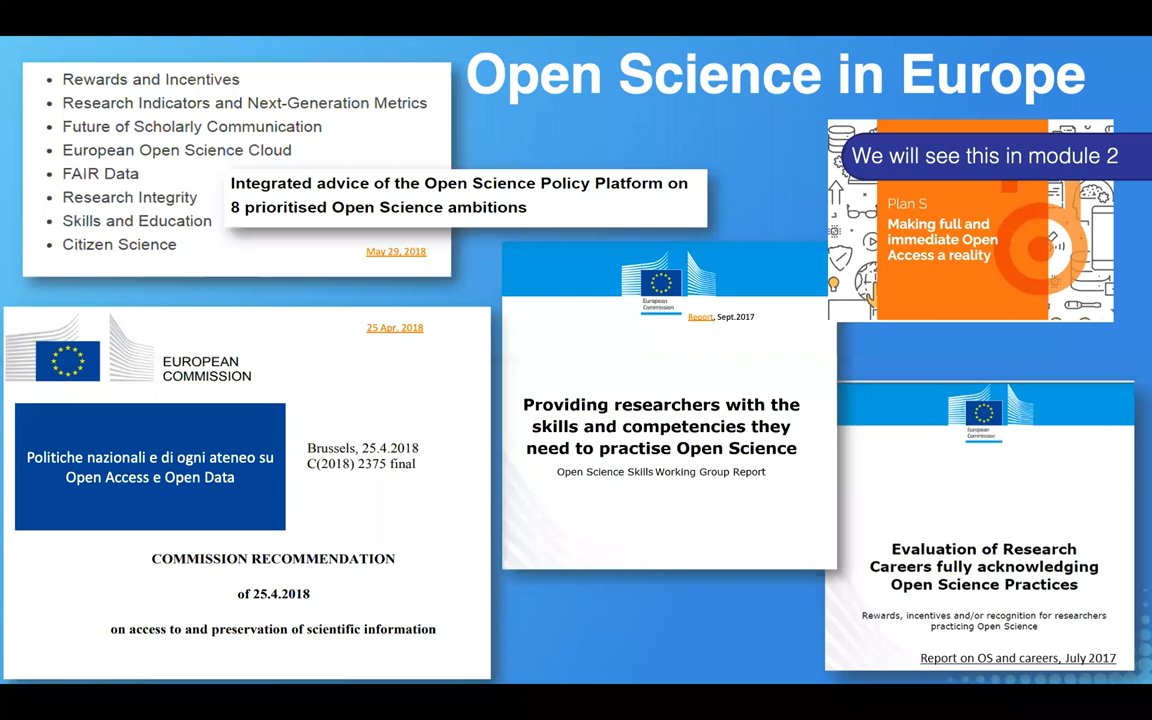 Open Science in Europe
• Rewards and Incentives
• Research Indicators and Next-Generation Metrics
• Future of Scholarly Communication
• European Open Science Cloud
• FAIR Data
• Research Integrity
• Skills and Education
• Citizen Science
May 29, 2018
Integrated advice of the Open Science Policy Platform on
8 prioritised Open Science ambitions
We will see this in module 2
Plan S
Making full and
immediate Open
Access a reality
25 Apr. 2018
EUROPEAN
COMMISSION
Politiche nazionali e di ogni ateneo su
Open Access e Open Data
Brussels, 25.4.2018
C(2018) 2375 final
COMMISSION RECOMMENDATION
of 25.4.2018
on access to and preservation of scientific information
European
Commission
Report, Sept.2017
Providing researchers with the
skills and competencies they
need to practise Open Science
Open Science Skills Working Group Report
European
Commission
Evaluation of Research
Careers fully acknowledging
Open Science Practices
Rewards, incentives and/or recognition for researchers
practicing Open Science
Report on OS and careers, July 2017